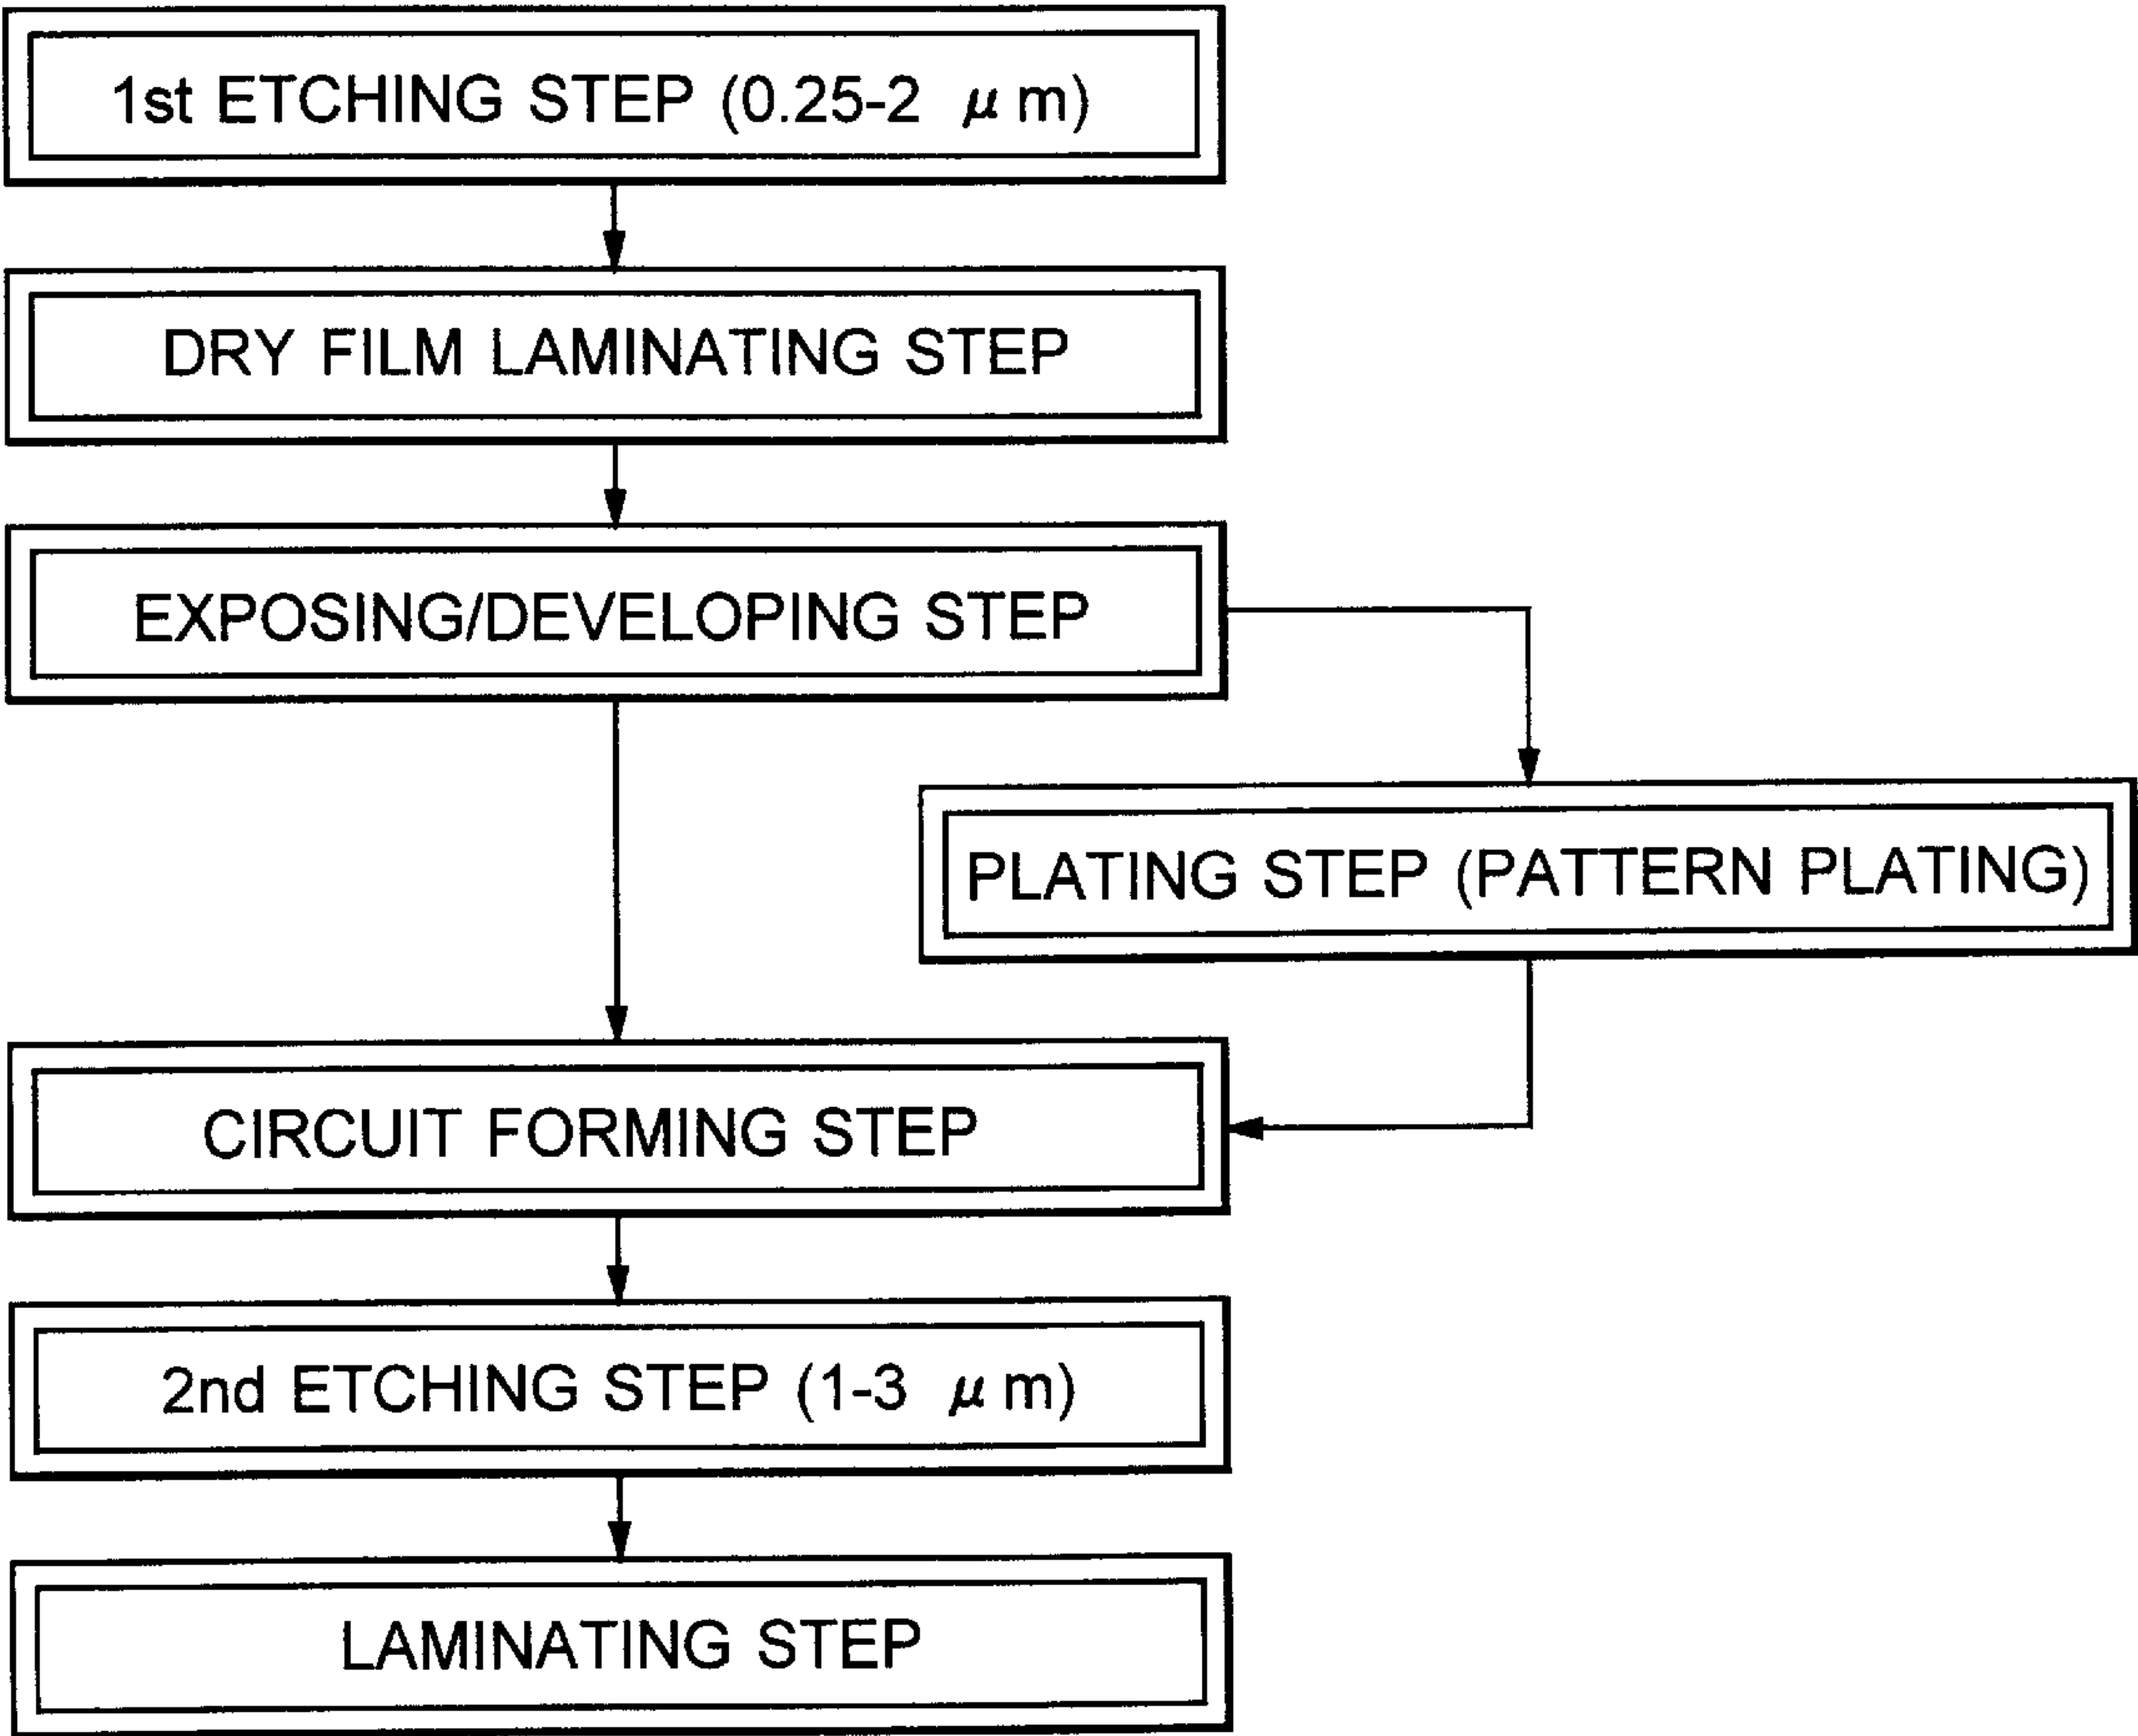 1st ETCHING STEP (0.25-2 μm)
DRY FILM LAMINATING STEP
EXPOSING/DEVELOPING STEP
PLATING STEP (PATTERN PLATING)
CIRCUIT FORMING STEP
2nd ETCHING STEP (1-3 μm)
LAMINATING STEP